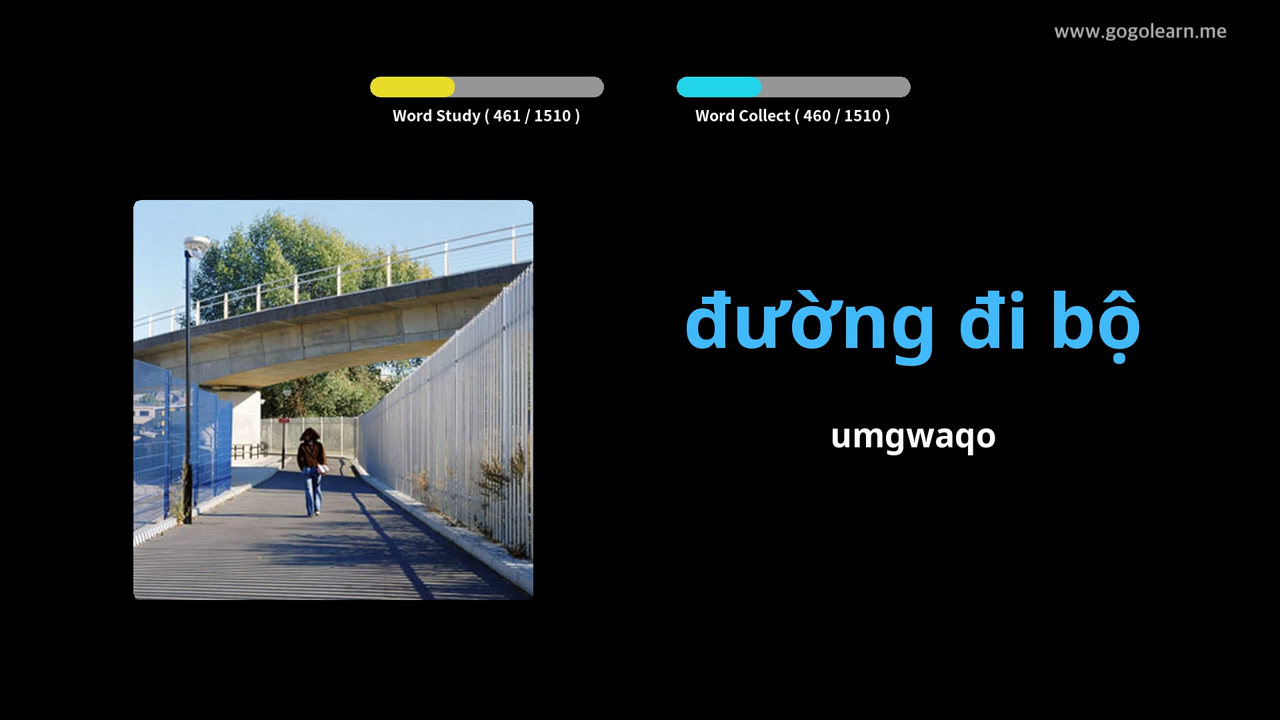 www.gogolearn.me
Word Study ( 461 / 1510 )
Word Collect ( 460 / 1510 )
đường đi bộ
umgwaqo